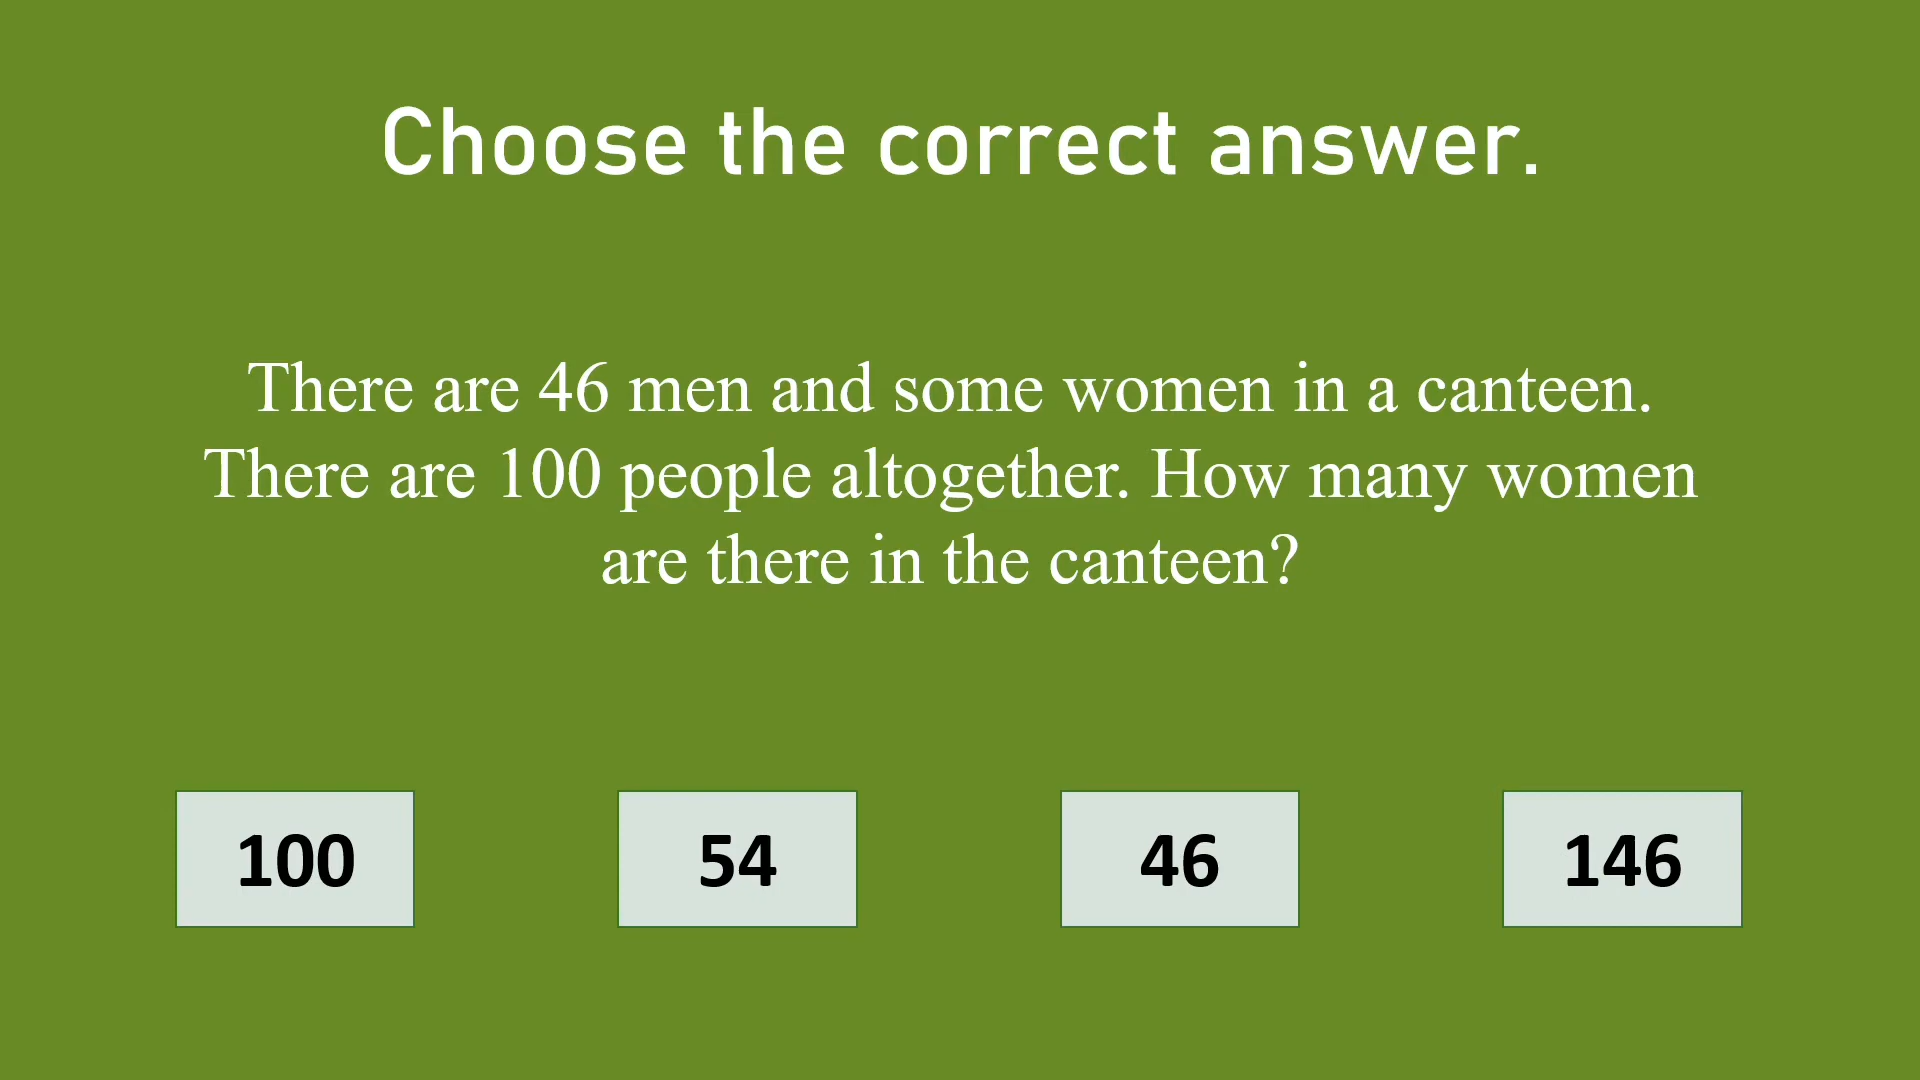 Choose the correct answer.
There are 46 men and some women in a canteen.
There are 100 people altogether. How many women
are there in the canteen?
100
54
46
146